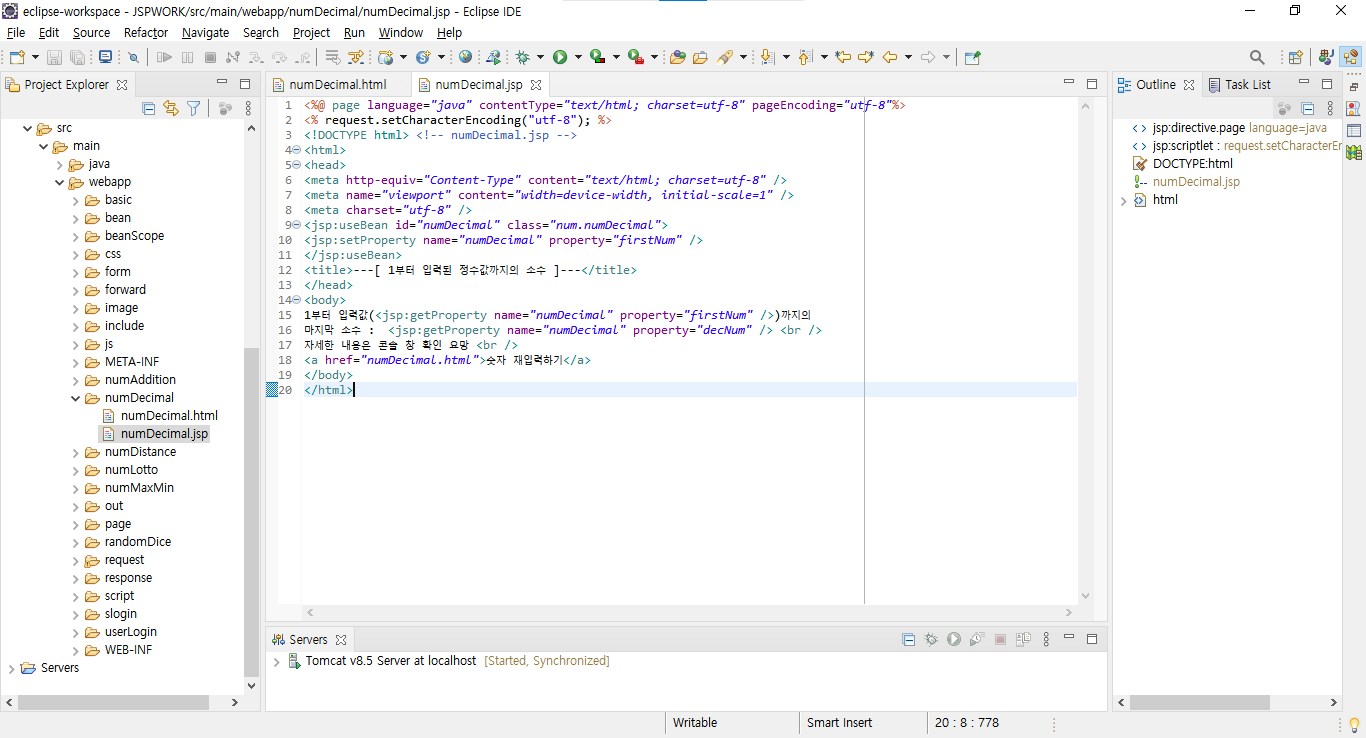 eclipse-workspace - JSPWORK/src/main/webapp/numDecimal/numDecimal.jsp - Eclipse IDE
File Edit Source Refactor Navigate Search Project Run Window Help
Project Explorer
src
main
java
webapp
basic
bean
beanScope
css
form
forward
image
include
js
META-INF
numAddition
numDecimal
numDecimal.html
numDecimal.jsp
numDistance
numLotto
numMaxMin
out
page
randomDice
request
response
script
slogin
userLogin
WEB-INF
Servers
numDecimal.html numDecimal.jsp
1 <%@ page language="java" contentType="text/html; charset=utf-8" pageEncoding="utf-8"%>
2 <% request.setCharacterEncoding("utf-8"); %>
3 <!DOCTYPE html> <!-- numDecimal.jsp -->
4 <html>
5 <head>
6 <meta http-equiv="Content-Type" content="text/html; charset=utf-8" />
7 <meta name="viewport" content="width=device-width, initial-scale=1" />
8 <meta charset="utf-8" />
9 <jsp:useBean id="numDecimal" class="num.numDecimal">
10 <jsp:setProperty name="numDecimal" property="firstNum" />
11 </jsp:useBean>
12 <title>---[ 1부터 입력된 정수값까지의 소수 ]---</title>
13 </head>
14 <body>
15 1부터 입력값(<jsp:getProperty name="numDecimal" property="firstNum" />)까지의
16 마지막 소수 :  <jsp:getProperty name="numDecimal" property="decNum" /> <br />
17 자세한 내용은 콘솔 창 확인 요망 <br />
18 <a href="numDecimal.html">숫자 재입력하기</a>
19 </body>
20 </html>
Servers
Tomcat v8.5 Server at localhost [Started, Synchronized]
Outline Task List
jsp:directive.page language=java
jsp:scriptlet : request.setCharacterEr
DOCTYPE:html
numDecimal.jsp
html
Writable Smart Insert 20 : 8 : 778